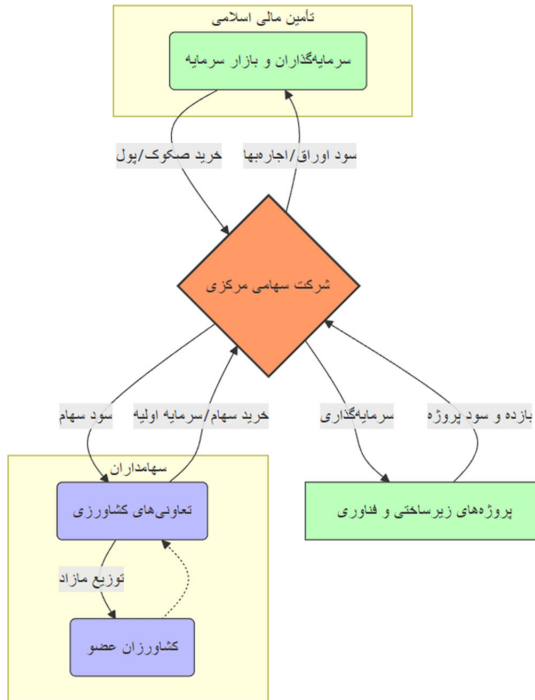 تأمین مالی اسلامی
سرمایه‌گذاران و بازار سرمایه
خرید صکوک/پول
سود اوراق/اجاره‌بها
شرکت سهامی مرکزی
سود سهام
خرید سهام/سرمایه اولیه
سرمایه‌گذاری
بازده و سود پروژه
سهامداران
تعاونی‌های کشاورزی
پروژه‌های زیرساختی و فناوری
توزیع مازاد
کشاورزان عضو